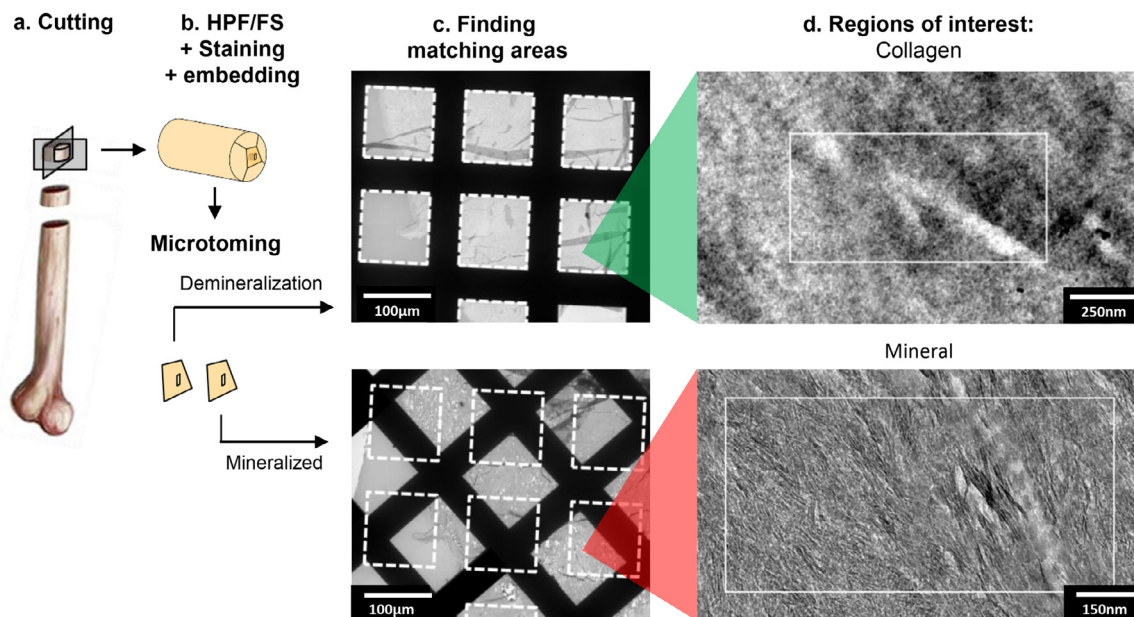 a. Cutting
b. HPF/FS
+ Staining
+ embedding
c. Finding
matching areas
d. Regions of interest:
Collagen
Microtoming
Demineralization
100µm
250nm
Mineral
Mineralized
100µm
150nm